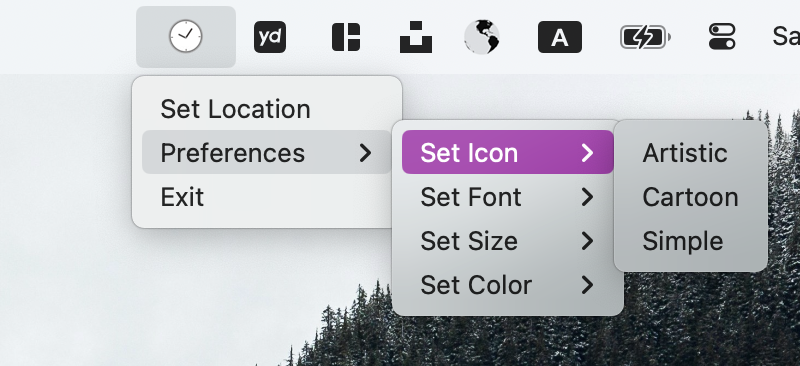 yd
A
Sa
Set Location
Preferences
Exit
Set Icon
Set Font
Set Size
Set Color
Artistic
Cartoon
Simple